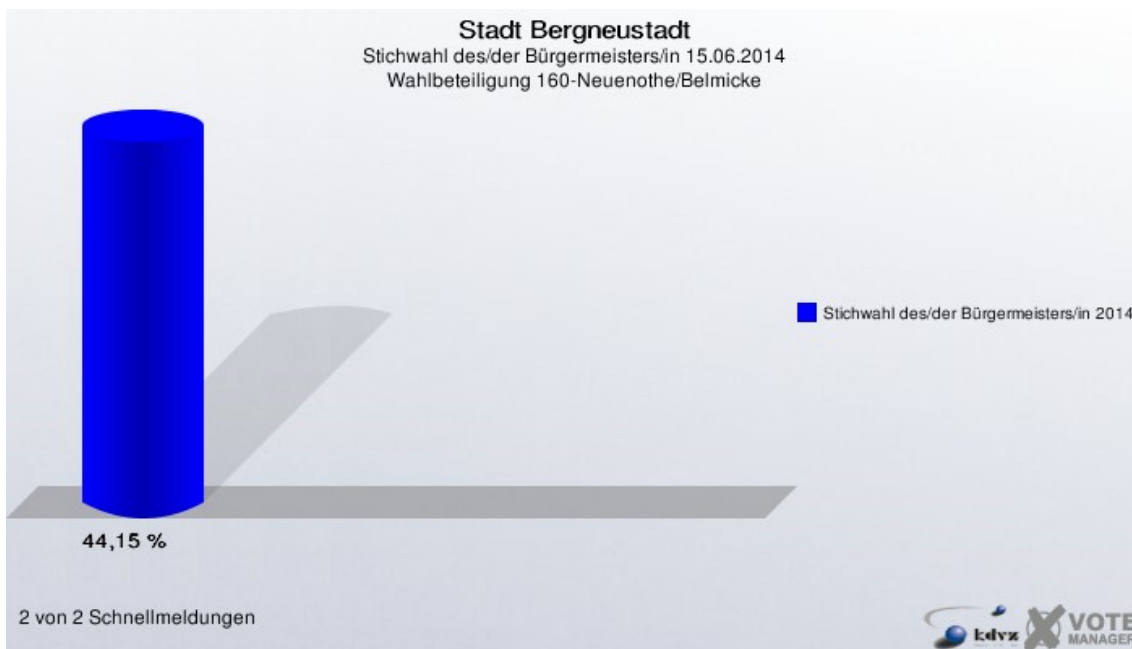 Stadt Bergneustadt
Stichwahl des/der Bürgermeisters/in 15.06.2014
Wahlbeteiligung 160-Neuenothe/Belmicke
Stichwahl des/der Bürgermeisters/in 2014
44,15 %
2 von 2 Schnellmeldungen
kdvz
VOTE
MANAGER